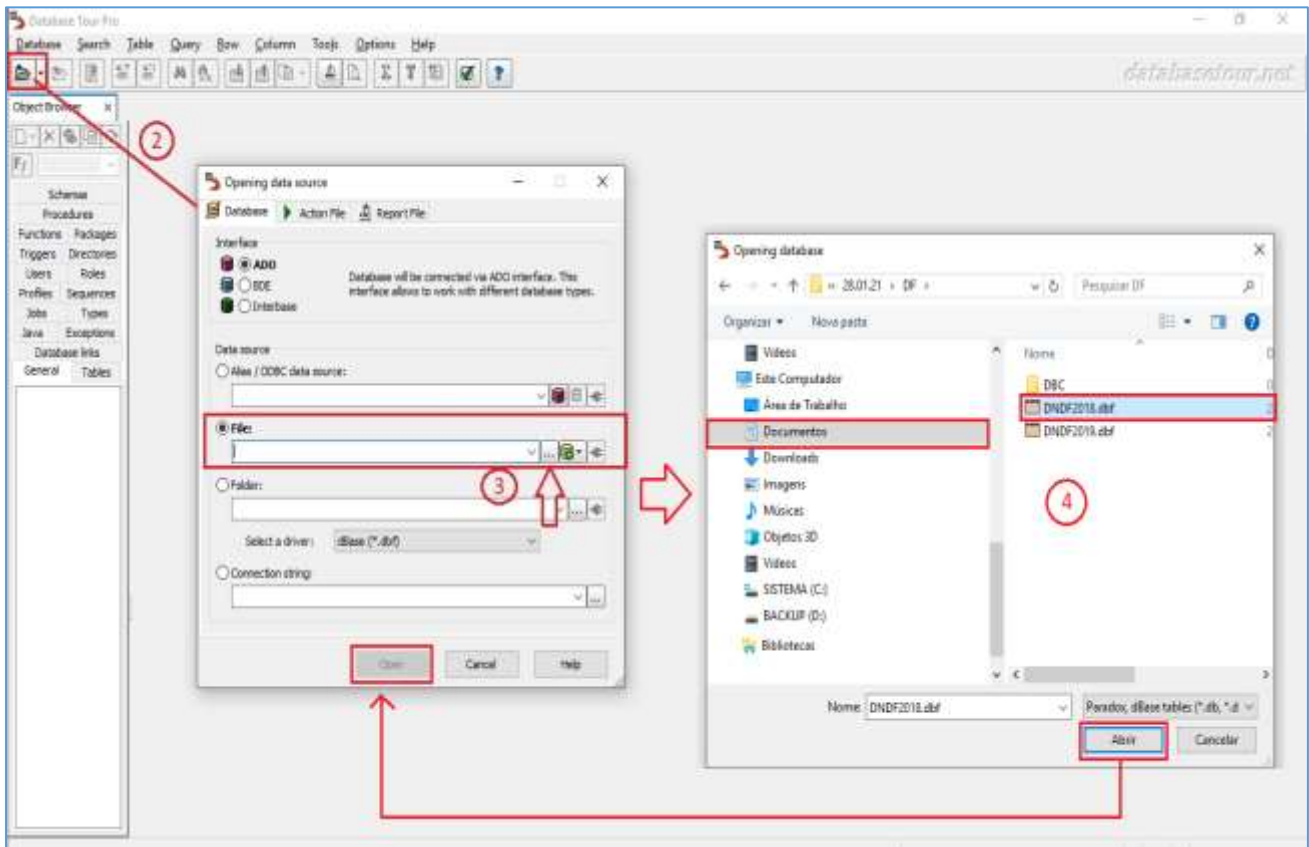 Database Tour Pro
Database Search Table Query Row Column Tools Options Help
databasetour.net
Object Browser
2
Schemas
Procedures
Functions Packages
Triggers Directories
Users Roles
Profiles Sequences
Jobs Types
Java Exceptions
Database links
General Tables
Opening data source
Database Action File Report File
Interface
ADO
BDE
Interbase
Database will be connected via ADO interface. This
interface allows to work with different database types.
Data source
Alias / ODBC data source:
File:
...
3
Folder:
...
Select a driver: dBase (*.dbf)
Connection string:
...
Open Cancel Help
Opening database
« 28.01.21 › DF ›
Pesquisar DF
Organizar Nova pasta
Vídeos
Este Computador
Área de Trabalho
Documentos
Downloads
Imagens
Músicas
Objetos 3D
Vídeos
SISTEMA (C:)
BACKUP (D:)
Bibliotecas
Nome
DBC
DNDF2018.dbf
DNDF2019.dbf
4
Nome: DNDF2018.dbf
Paradox, dBase tables (*.db, *.d
Abrir Cancelar